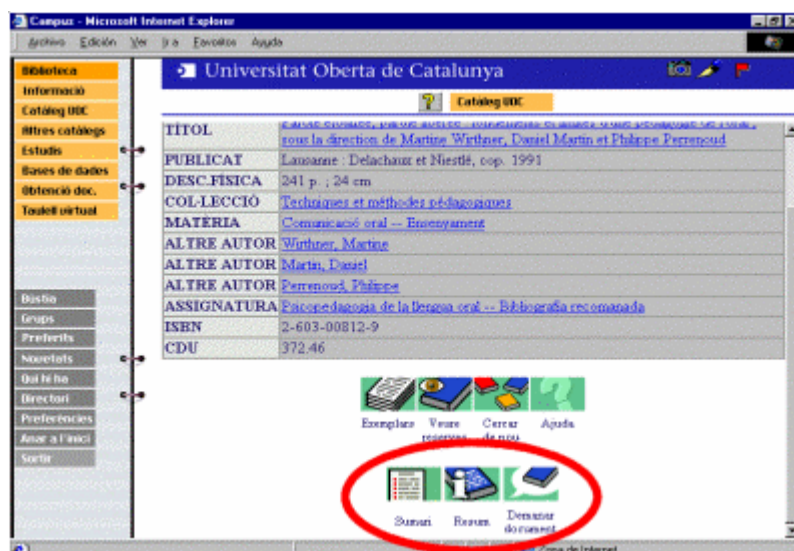 Campus - Microsoft Internet Explorer
Archivo Edición Ver Ir a Favoritos Ayuda
Biblioteca
Informació
Catàleg UOC
Altres catàlegs
Estudis
Bases de dades
Obtenció doc.
Taulell virtual
Bústia
Grups
Preferits
Novetats
Qui hi ha
Directori
Preferències
Anar a l'inici
Sortir
Universitat Oberta de Catalunya
Catàleg UOC
TÍTOL
sous la direction de Martine Wirthner, Daniel Martin et Philippe Perrenoud
PUBLICAT Lausanne : Delachaux et Niestlé, cop. 1991
DESC.FÍSICA 241 p. ; 24 cm
COL·LECCIÓ Techniques et méthodes pédagogiques
MATÈRIA Comunicació oral -- Ensenyament
ALTRE AUTOR Wirthner, Martine
ALTRE AUTOR Martin, Daniel
ALTRE AUTOR Perrenoud, Philippe
ASSIGNATURA Psicopedagogia de la llengua oral -- Bibliografia recomanada
ISBN 2-603-00812-9
CDU 372.46
Exemplars Veure reserves Cercar de nou Ajuda
Sumari Resum Demanar document
Zona de Internet